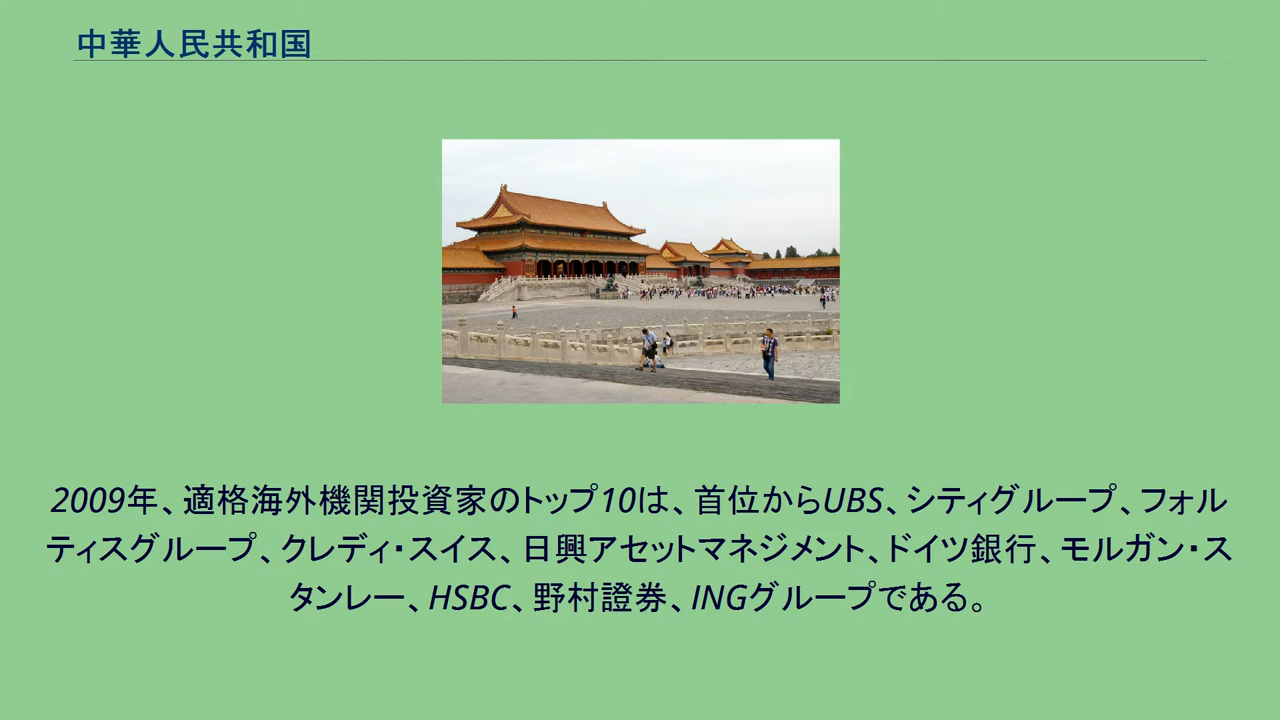 中華人民共和国
2009年、適格海外機関投資家のトップ10は、首位からUBS、シティグループ、フォル
ティスグループ、クレディ・スイス、日興アセットマネジメント、ドイツ銀行、モルガン・ス
タンレー、HSBC、野村證券、INGグループである。